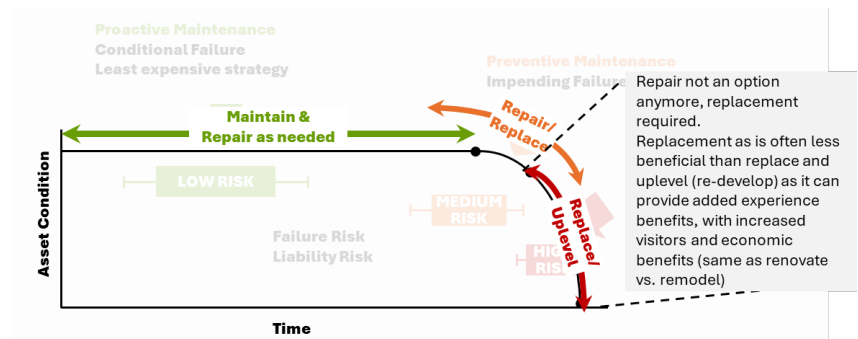 Proactive Maintenance
Conditional Failure
Least expensive strategy
Preventive Maintenance
Impending Failure
Maintain &
Repair as needed
Repair/
Replace
LOW RISK
MEDIUM
RISK
Replace/
Uplevel
Failure Risk
Liability Risk
Asset Condition
Time
Repair not an option
anymore, replacement
required.
Replacement as is often less
beneficial than replace and
uplevel (re-develop) as it can
provide added experience
benefits, with increased
visitors and economic
benefits (same as renovate
vs. remodel)